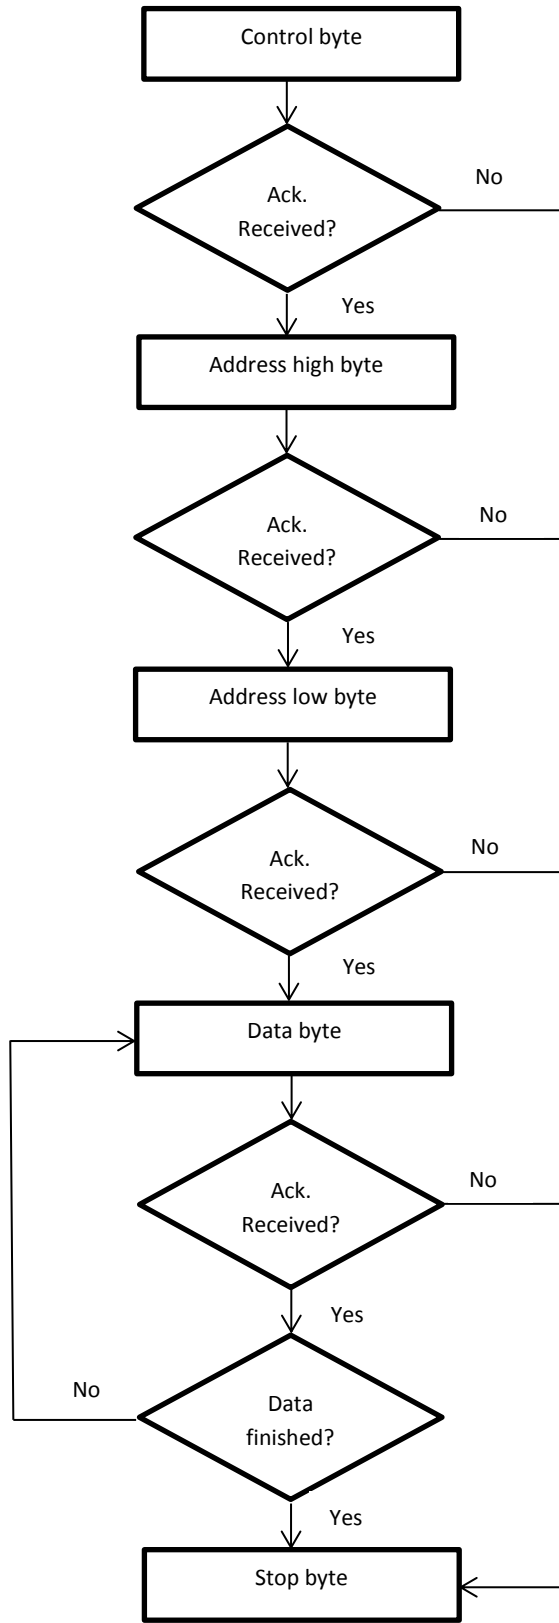 Control byte
Ack.
Received?
No
Yes
Address high byte
Ack.
Received?
No
Yes
Address low byte
Ack.
Received?
No
Yes
Data byte
Ack.
Received?
No
Yes
Data
finished?
No
Yes
Stop byte